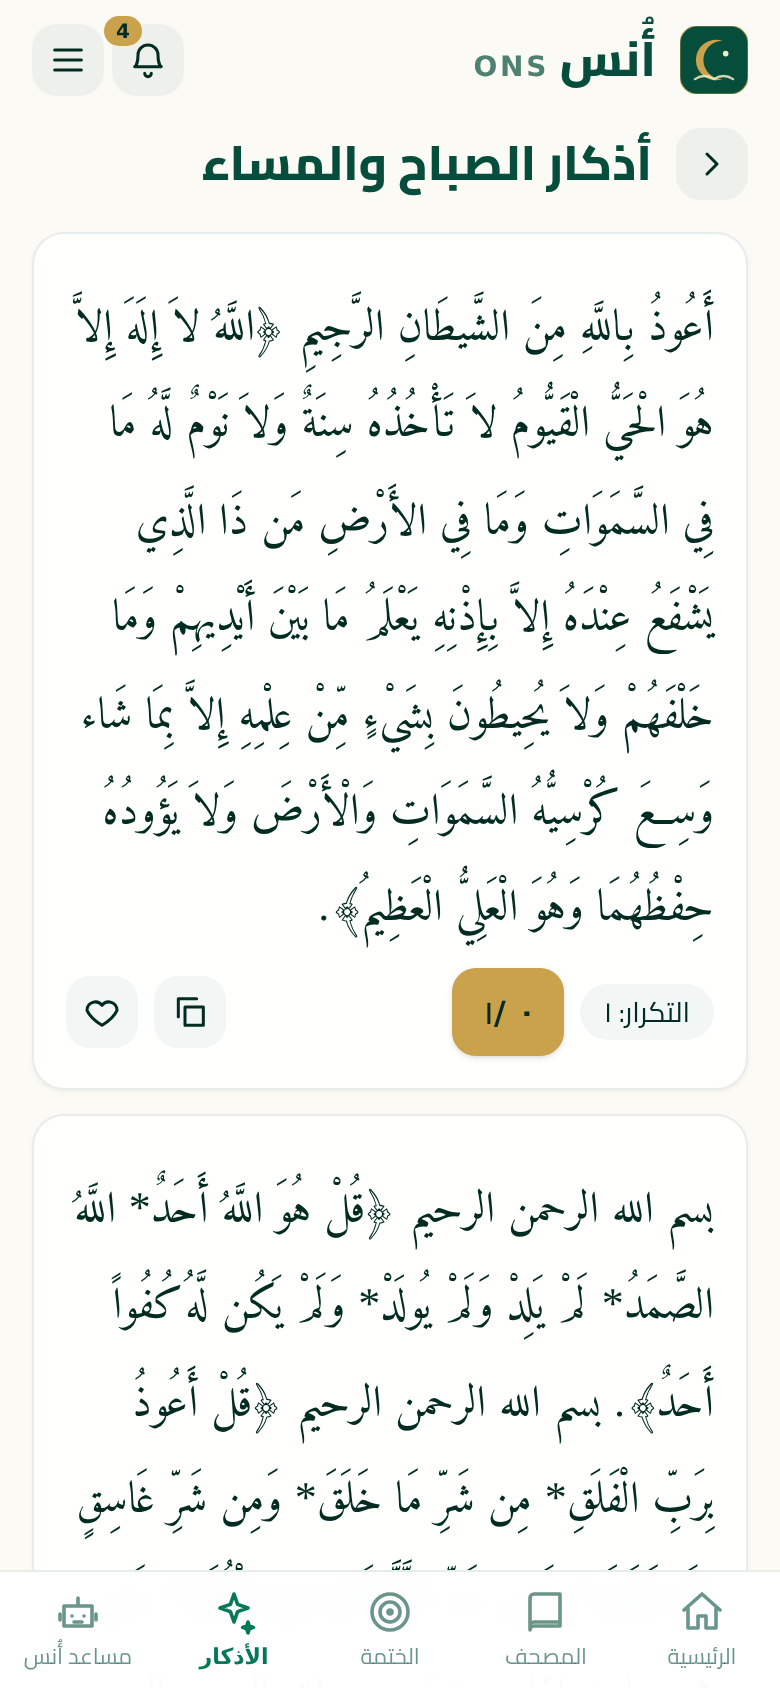 أُنس ONS
4
أذكار الصباح والمساء
أَعُوذُ بِاللَّهِ مِنَ الشَّيطَانِ الرَّجِيمِ ﴿اللَّهُ لاَ إِلَهَ إِلاَّ
هُوَ الْحَيُّ الْقَيُّومُ لاَ تَأْخُذُهُ سِنَةٌ وَلاَ نَوْمٌ لَّهُ مَا
فِي السَّمَوَاتِ وَمَا فِي الأَرْضِ مَن ذَا الَّذِي
يَشْفَعُ عِنْدَهُ إِلاَّ بِإِذْنِهِ يَعْلَمُ مَا بَيْنَ أَيْدِيهِمْ وَمَا
خَلْفَهُمْ وَلاَ يُحِيطُونَ بِشَيْءٍ مِّنْ عِلْمِهِ إِلاَّ بِمَا شَاء
وَسِعَ كُرْسِيُّهُ السَّمَوَاتِ وَالْأَرْضَ وَلاَ يَؤُودُهُ
حِفْظُهُمَا وَهُوَ الْعَلِيُّ الْعَظِيمُ﴾.
التكرار: ١
٠ /١
بسم الله الرحمن الرحيم ﴿قُلْ هُوَ اللَّهُ أَحَدٌ* اللَّهُ
الصَّمَدُ* لَمْ يَلِدْ وَلَمْ يُولَدْ* وَلَمْ يَكُن لَّهُ كُفُواً
أَحَدٌ﴾. بسم الله الرحمن الرحيم ﴿قُلْ أَعُوذُ
بِرَبِّ الْفَلَقِ* مِن شَرِّ مَا خَلَقَ* وَمِن شَرِّ غَاسِقٍ
الرئيسية
المصحف
الختمة
الأذكار
مساعد أُنس